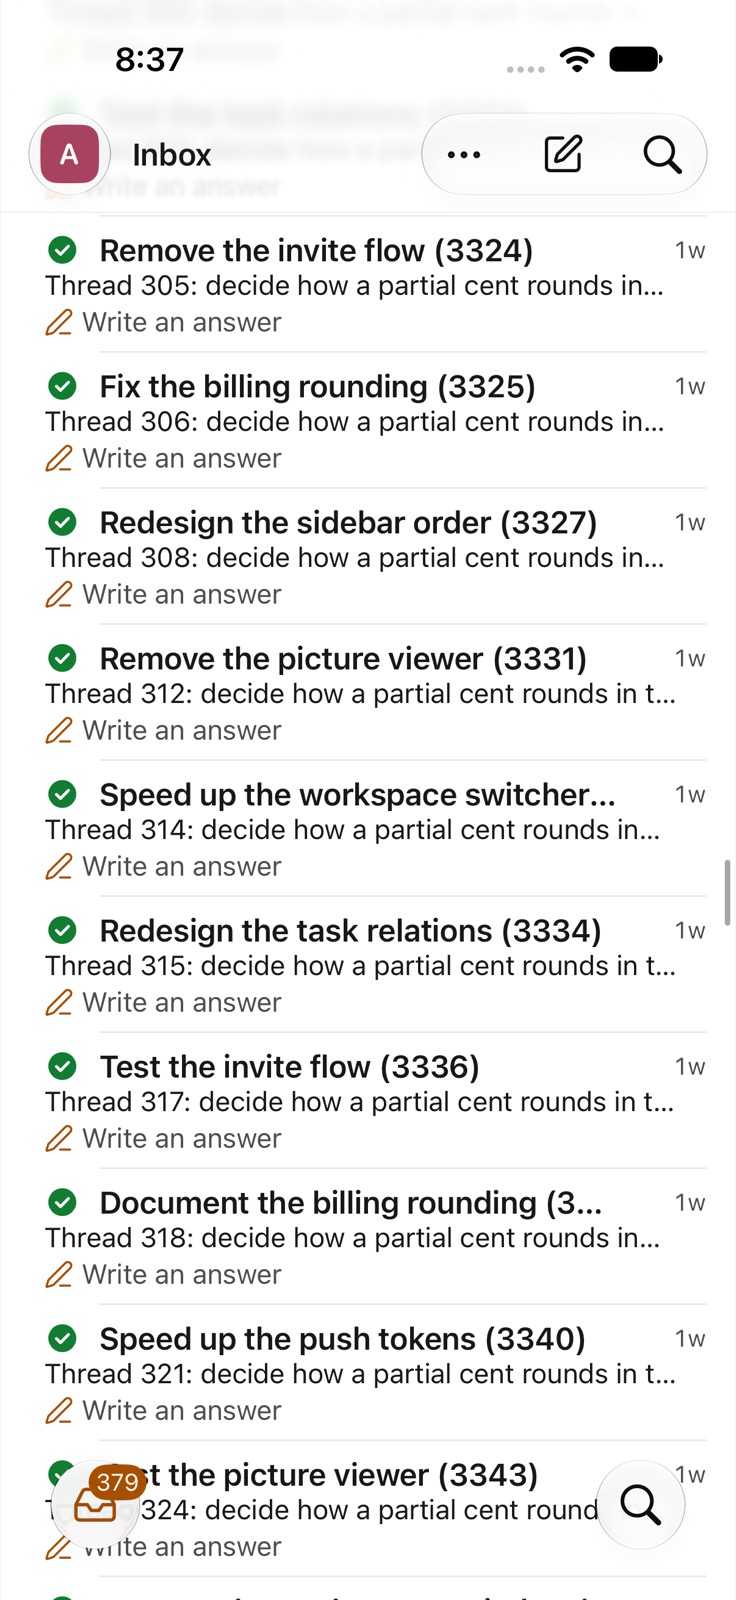 8:37
A
Inbox
Remove the invite flow (3324)
1w
Thread 305: decide how a partial cent rounds in...
Write an answer
Fix the billing rounding (3325)
1w
Thread 306: decide how a partial cent rounds in...
Write an answer
Redesign the sidebar order (3327)
1w
Thread 308: decide how a partial cent rounds in...
Write an answer
Remove the picture viewer (3331)
1w
Thread 312: decide how a partial cent rounds in t...
Write an answer
Speed up the workspace switcher...
1w
Thread 314: decide how a partial cent rounds in...
Write an answer
Redesign the task relations (3334)
1w
Thread 315: decide how a partial cent rounds in t...
Write an answer
Test the invite flow (3336)
1w
Thread 317: decide how a partial cent rounds in t...
Write an answer
Document the billing rounding (3...
1w
Thread 318: decide how a partial cent rounds in...
Write an answer
Speed up the push tokens (3340)
1w
Thread 321: decide how a partial cent rounds in t...
Write an answer
the picture viewer (3343)
1w
379
324: decide how a partial cent round
Write an answer